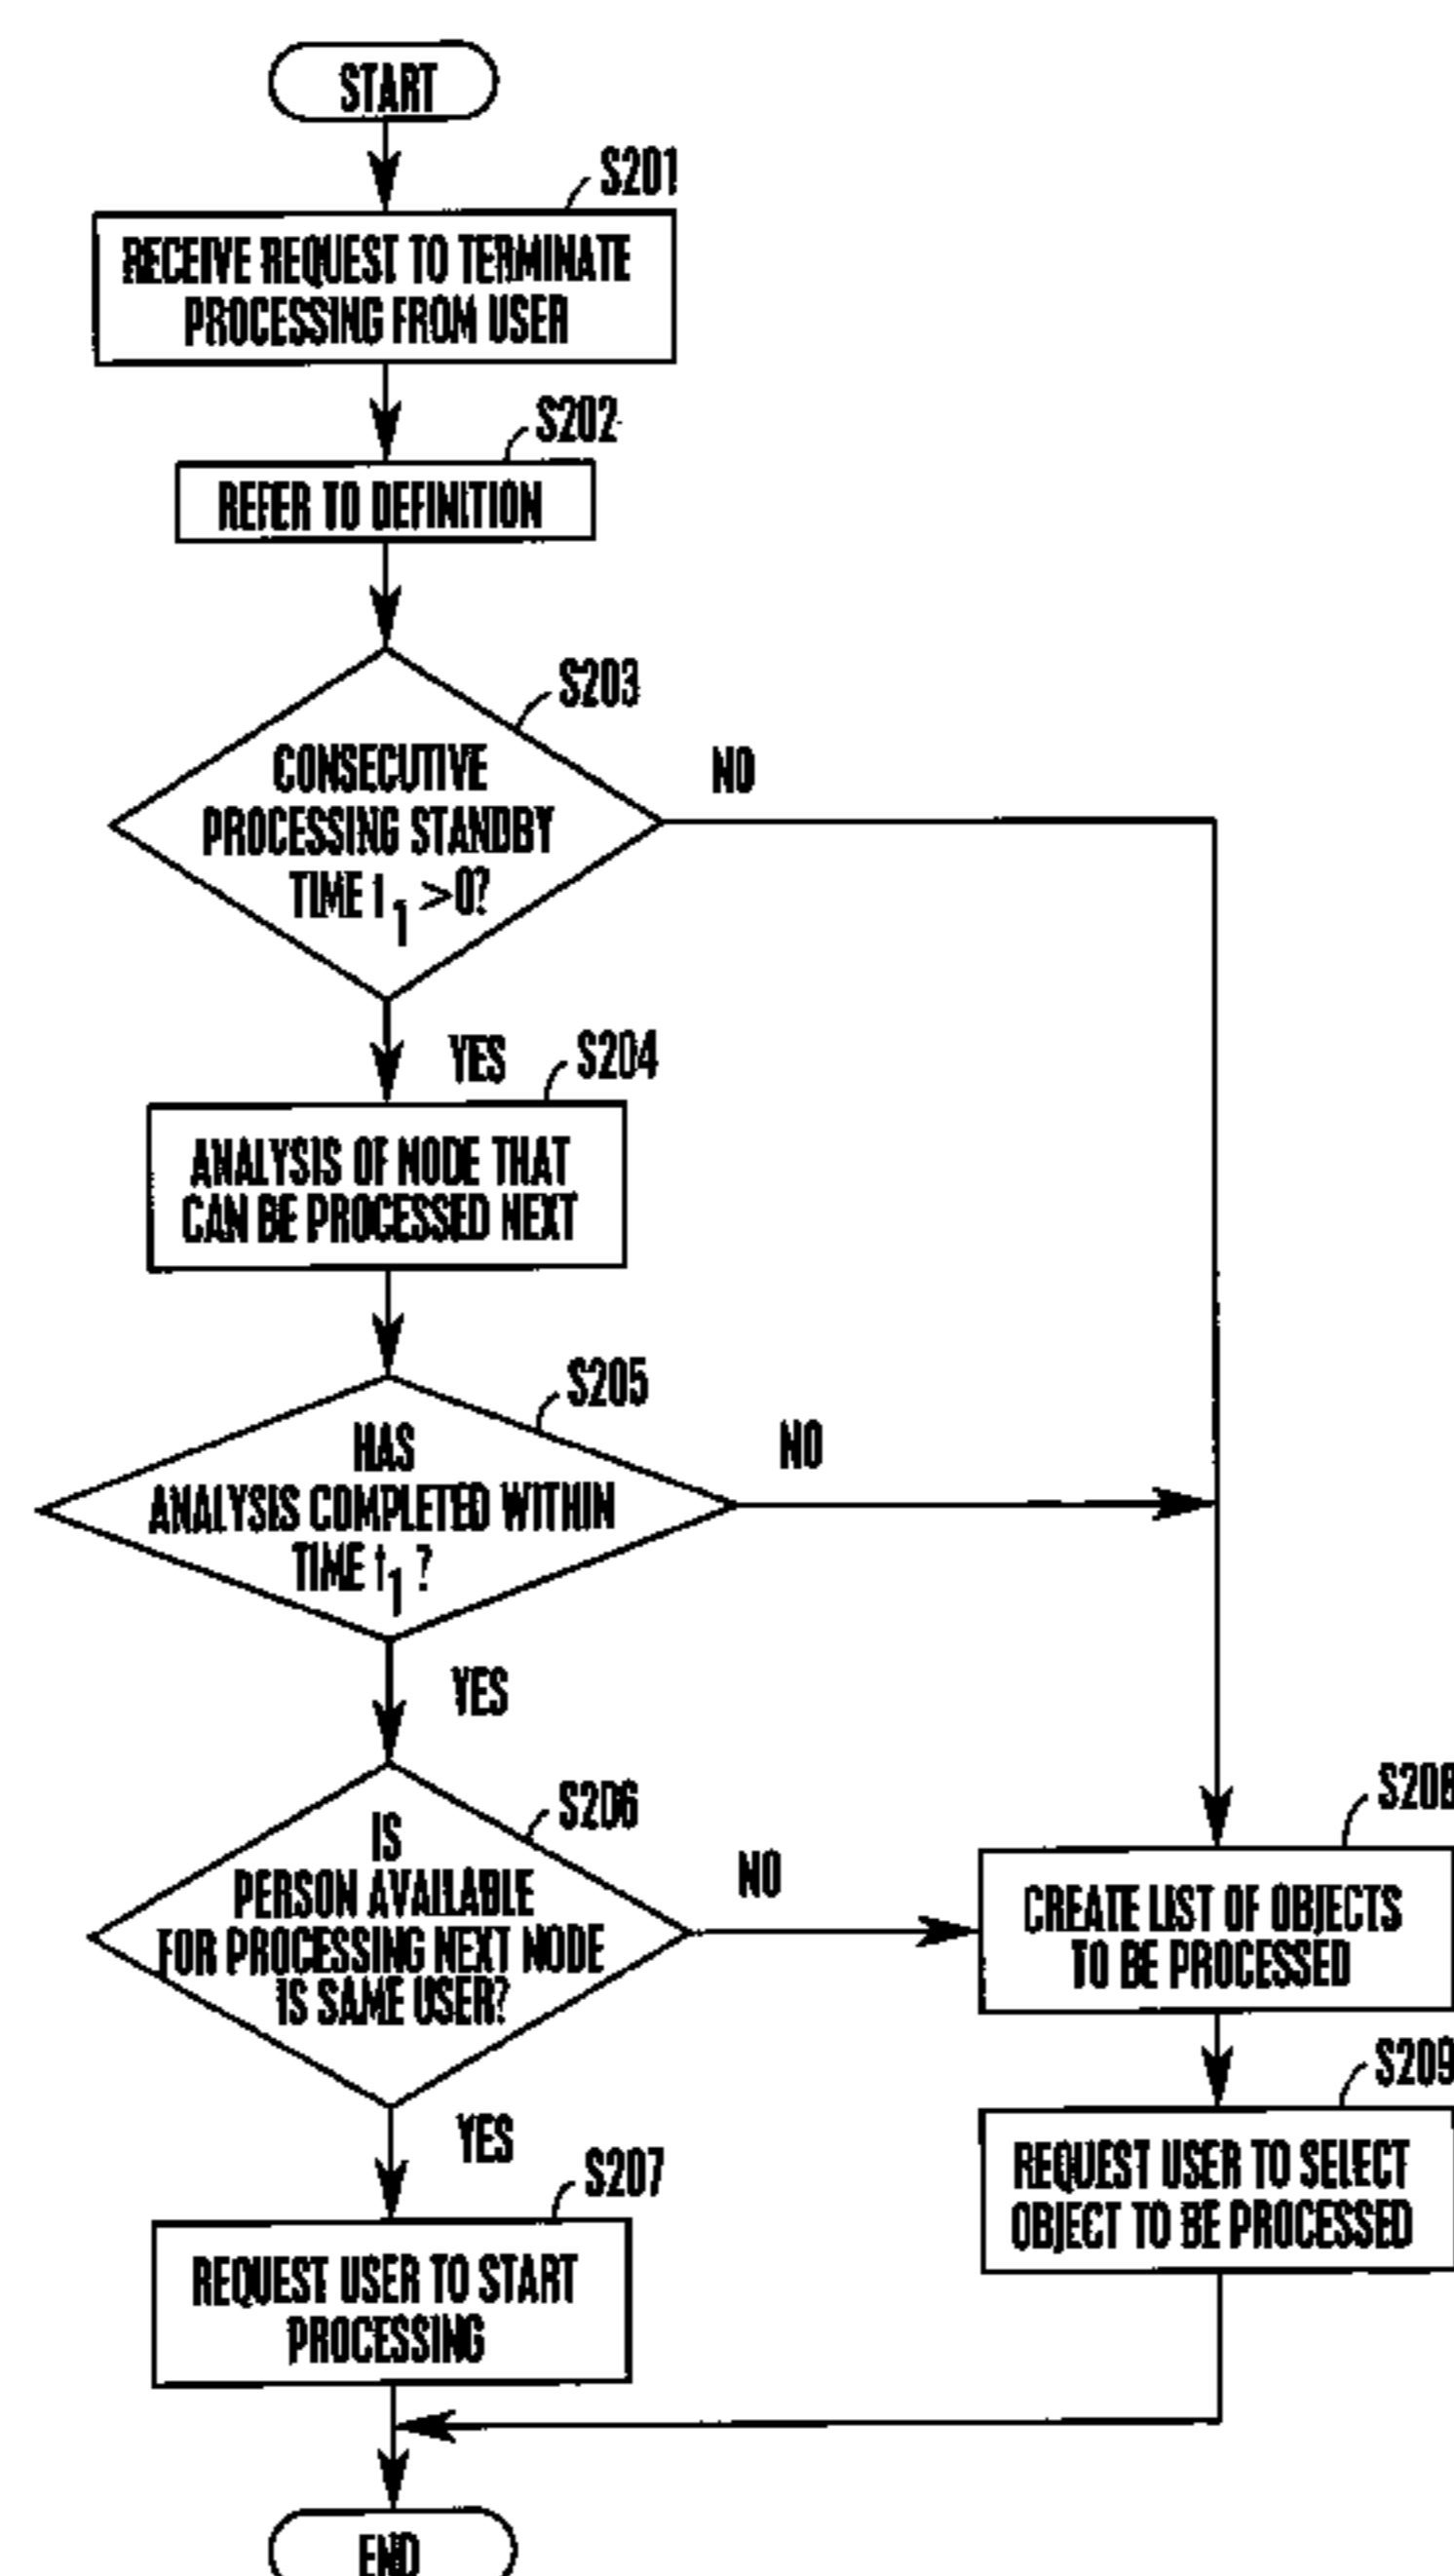 START
S201
RECEIVE REQUEST TO TERMINATE
PROCESSING FROM USER
S202
REFER TO DEFINITION
S203
CONSECUTIVE
PROCESSING STANDBY
TIME t1 >0?
NO
YES
S204
ANALYSIS OF NODE THAT
CAN BE PROCESSED NEXT
S205
HAS
ANALYSIS COMPLETED WITHIN
TIME t1 ?
NO
YES
S206
IS
PERSON AVAILABLE
FOR PROCESSING NEXT NODE
IS SAME USER?
NO
S208
CREATE LIST OF OBJECTS
TO BE PROCESSED
S209
REQUEST USER TO SELECT
OBJECT TO BE PROCESSED
YES
S207
REQUEST USER TO START
PROCESSING
END